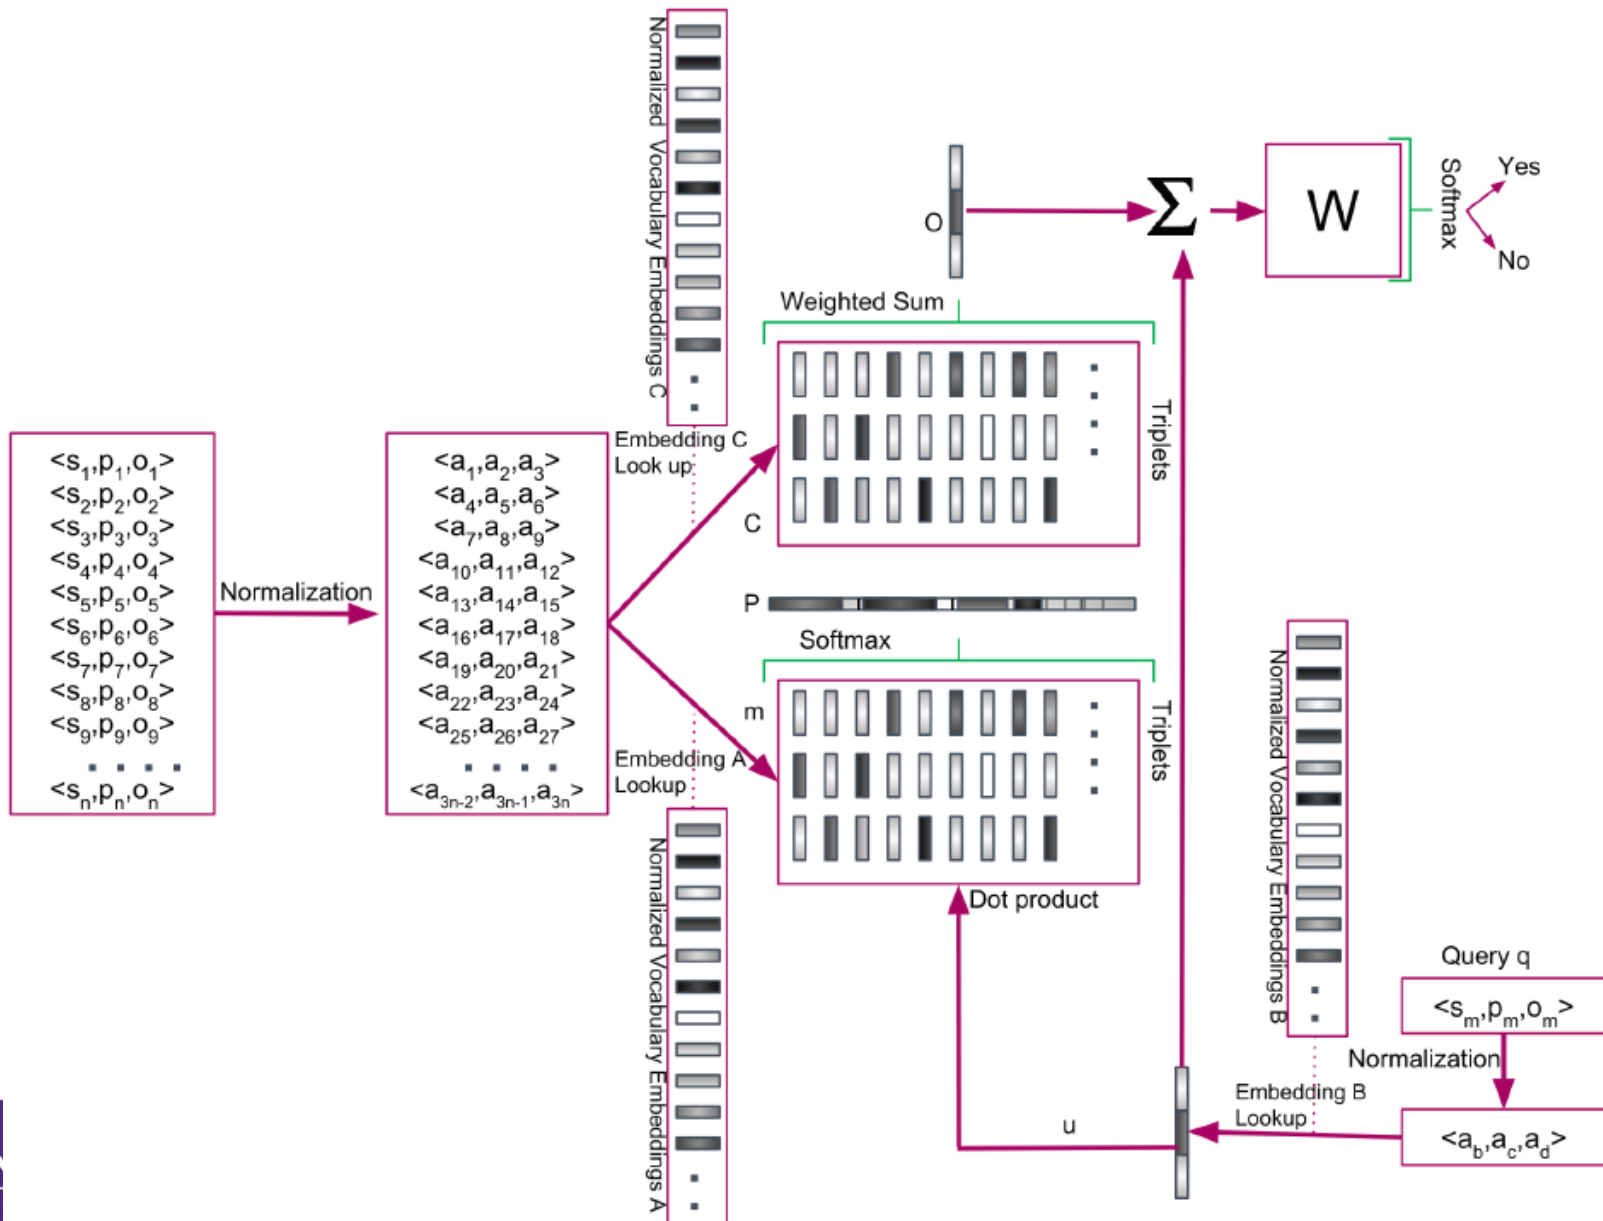 <s1,p1,o1>
<s2,p2,o2>
<s3,p3,o3>
<s4,p4,o4>
<s5,p5,o5>
<s6,p6,o6>
<s7,p7,o7>
<s8,p8,o8>
<s9,p9,o9>
<sn,pn,on>
Normalization
<a1,a2,a3>
<a4,a5,a6>
<a7,a8,a9>
<a10,a11,a12>
<a13,a14,a15>
<a16,a17,a18>
<a19,a20,a21>
<a22,a23,a24>
<a25,a26,a27>
<a3n-2,a3n-1,a3n>
Normalized Vocabulary Embeddings C
Embedding C
Look up
Embedding A
Lookup
Normalized Vocabulary Embeddings A
O
Weighted Sum
C
Triplets
P
Softmax
m
Triplets
Dot product
u
Σ
W
Softmax
Yes
No
Normalized Vocabulary Embeddings B
Query q
<sm,pm,om>
Normalization
Embedding B
Lookup
<ab,ac,ad>